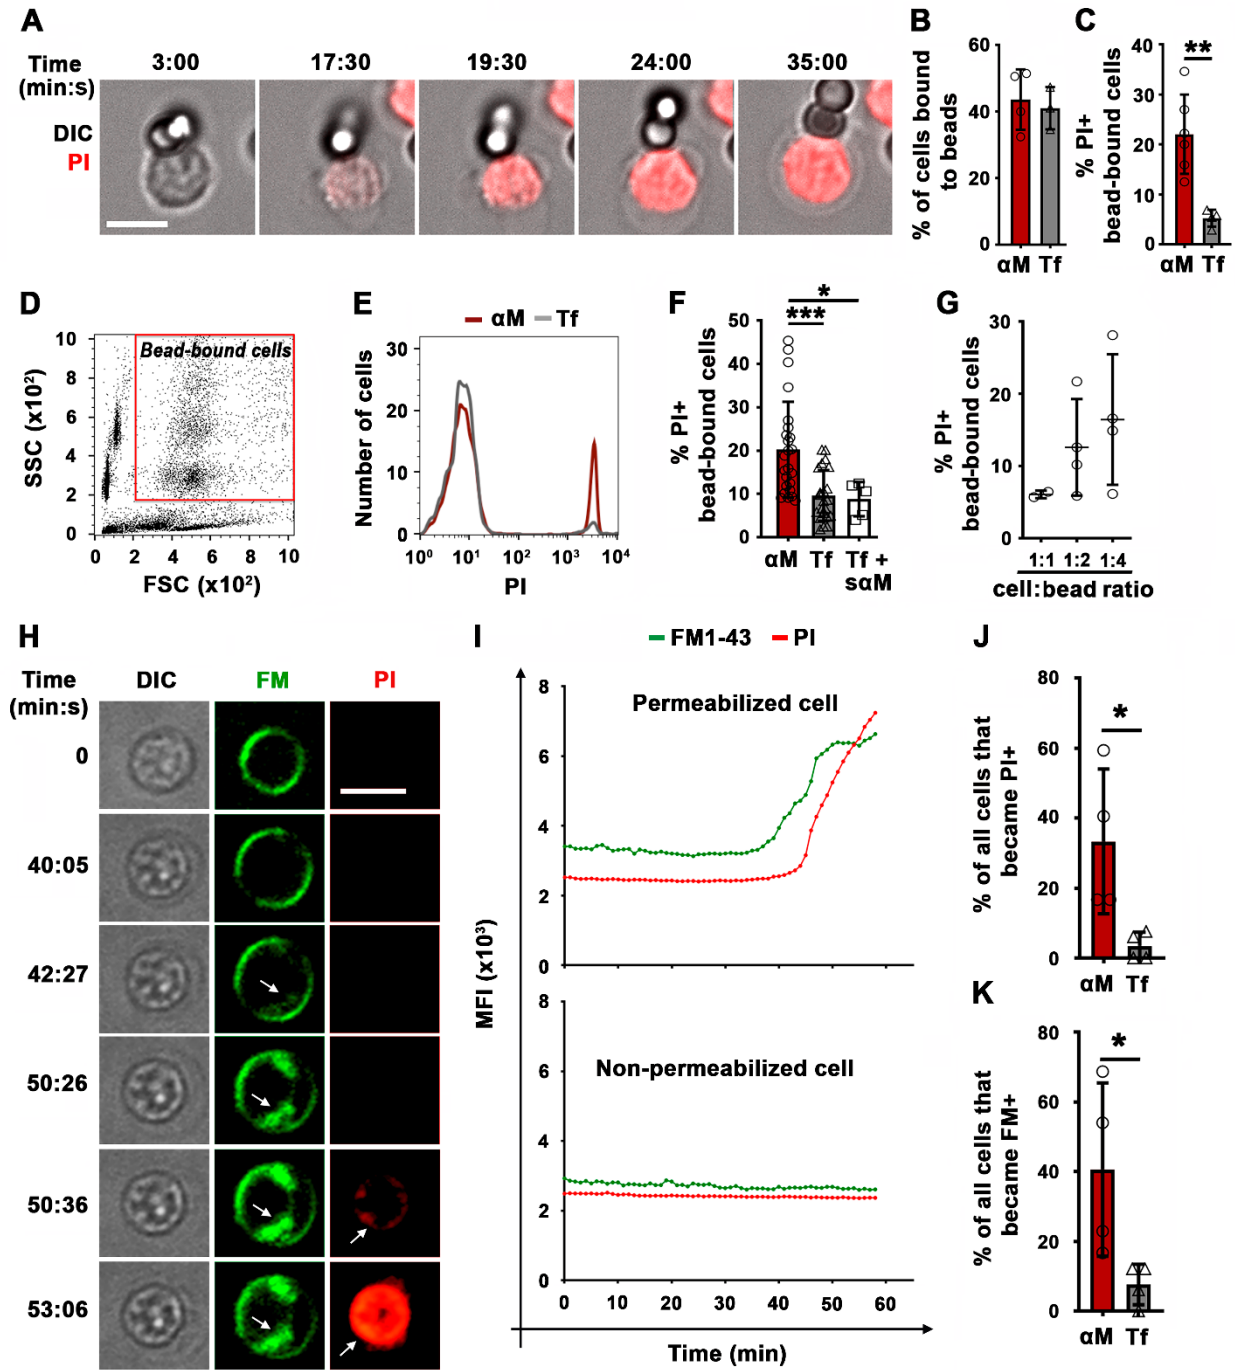 A
Time
(min:s)
3:00
17:30
19:30
24:00
35:00
DIC
PI
B
% of cells bound
to beads
60
40
20
0
αM Tf
C
% PI+
bead-bound cells
40
30
20
10
0
**
αM Tf
D
SSC (x10²)
10
8
6
4
2
0
Bead-bound cells
0 2 4 6 8 10
FSC (x10²)
E
αM Tf
Number of cells
30
20
10
0
10⁰ 10¹ 10² 10³ 10⁴
PI
F
% PI+
bead-bound cells
50
40
30
20
10
0
*
***
αM Tf Tf +
sαM
G
% PI+
bead-bound cells
30
20
10
0
1:1 1:2 1:4
cell:bead ratio
H
Time
(min:s)
DIC
FM
PI
0
40:05
42:27
50:26
50:36
53:06
I
FM1-43 PI
MFI (x10³)
8
6
4
2
0
Permeabilized cell
8
6
4
2
0
Non-permeabilized cell
0 10 20 30 40 50 60
Time (min)
J
% of all cells that
became PI+
80
60
40
20
0
*
αM Tf
K
% of all cells that
became FM+
80
60
40
20
0
*
αM Tf